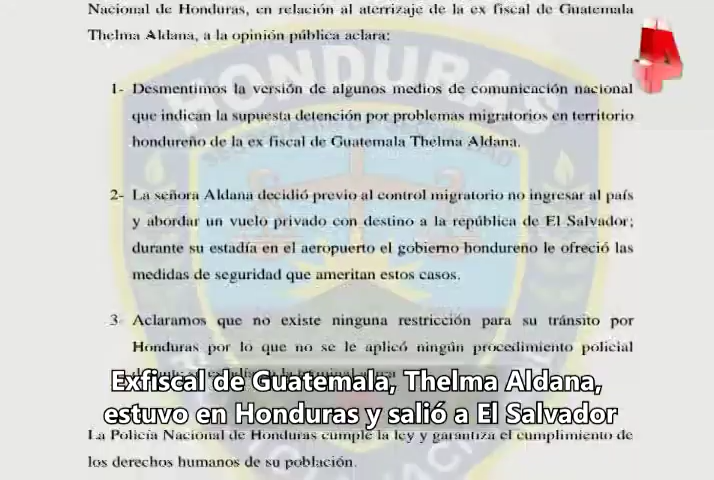 Nacional de Honduras, en relación al aterrizaje de la ex fiscal de Guatemala
Thelma Aldana, a la opinión pública aclara:
4
HONDURAS
1- Desmentimos la versión de algunos medios de comunicación nacional
que indican la supuesta detención por problemas migratorios en territorio
hondureño de la ex fiscal de Guatemala Thelma Aldana.
2- La señora Aldana decidió previo al control migratorio no ingresar al país
y abordar un vuelo privado con destino a la república de El Salvador;
durante su estadía en el aeropuerto el gobierno hondureño le ofreció las
medidas de seguridad que ameritan estos casos.
3- Aclaramos que no existe ninguna restricción para su tránsito por
Honduras por lo que no se le aplicó ningún procedimiento policial
Exfiscal de Guatemala, Thelma Aldana,
estuvo en Honduras y salió a El Salvador
La Policía Nacional de Honduras cumple la ley y garantiza el cumplimiento de
los derechos humanos de su población.